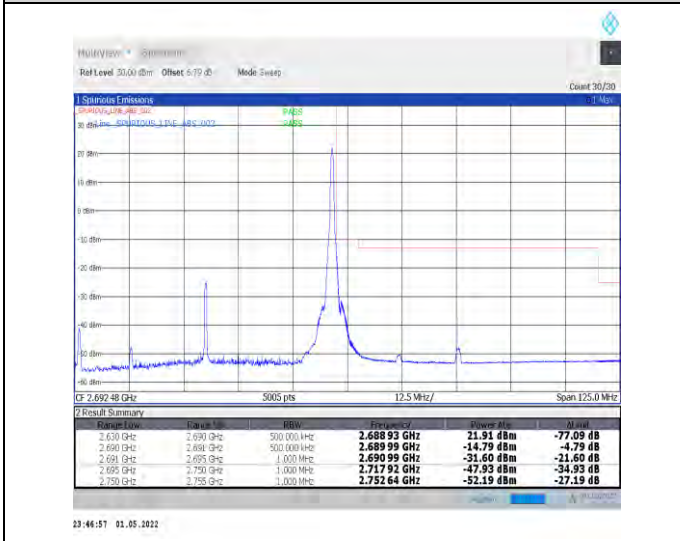 MultiView
Ref Level 30.00 dBm Offset 6.79 dB Mode Sweep
Count 30/30
1 Spurious Emissions
PASS
Line _SPURIOUS_LINE_ABS_002 PASS
30 dBm
20 dBm
10 dBm
0 dBm
-10 dBm
-20 dBm
-30 dBm
-40 dBm
-50 dBm
-60 dBm
CF 2.692 48 GHz 5005 pts 12.5 MHz/ Span 125.0 MHz
2 Result Summary
Range Low Range Up RBW Frequency Power Abs ΔLimit
2.630 GHz 2.690 GHz 500.000 kHz 2.688 93 GHz 21.91 dBm -77.09 dB
2.690 GHz 2.691 GHz 500.000 kHz 2.689 99 GHz -14.79 dBm -4.79 dB
2.691 GHz 2.695 GHz 1.000 MHz 2.690 99 GHz -31.60 dBm -21.60 dB
2.695 GHz 2.750 GHz 1.000 MHz 2.717 92 GHz -47.93 dBm -34.93 dB
2.750 GHz 2.755 GHz 1.000 MHz 2.752 64 GHz -52.19 dBm -27.19 dB
23:46:57 01.05.2022